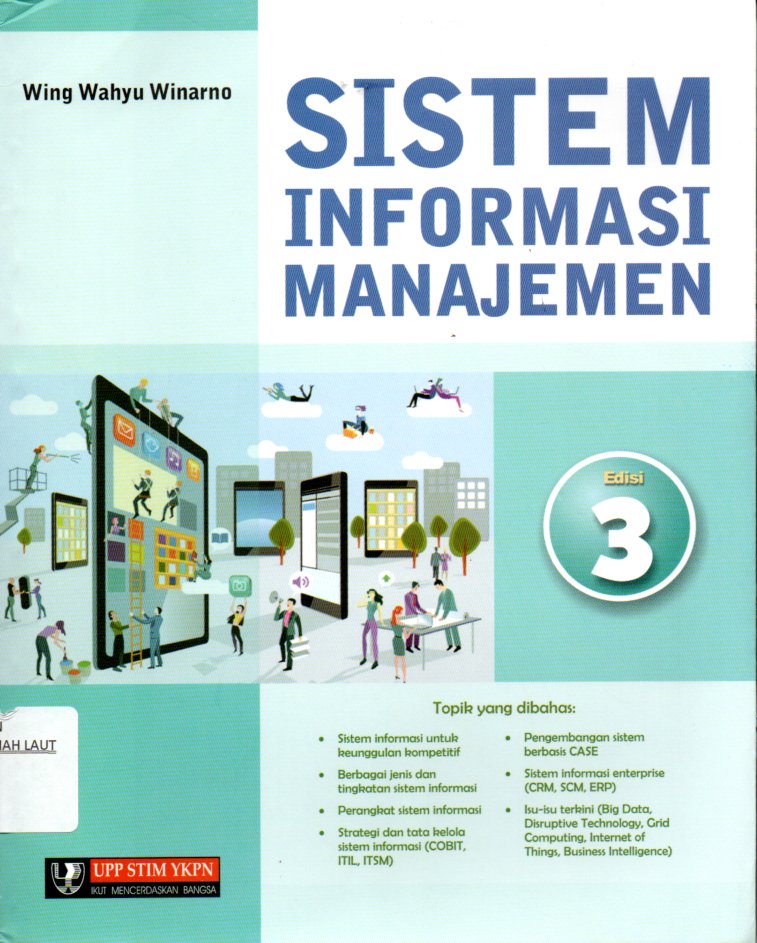 Wing Wahyu Winarno
SISTEM
INFORMASI
MANAJEMEN
Edisi
3
Topik yang dibahas:
• Sistem informasi untuk
keunggulan kompetitif
• Berbagai jenis dan
tingkatan sistem informasi
• Perangkat sistem informasi
• Strategi dan tata kelola
sistem informasi (COBIT,
ITIL, ITSM)
• Pengembangan sistem
berbasis CASE
• Sistem informasi enterprise
(CRM, SCM, ERP)
• Isu-isu terkini (Big Data,
Disruptive Technology, Grid
Computing, Internet of
Things, Business Intelligence)
LAUT
UPP STIM YKPN
IKUT MENCERDASKAN BANGSA